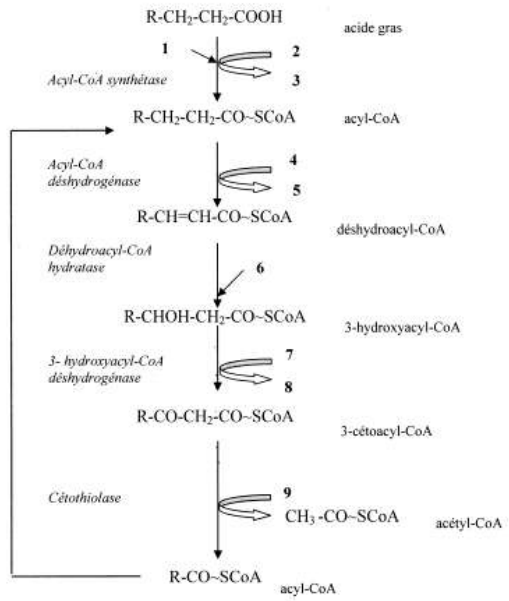 R-CH2-CH2-COOH
acide gras
1
2
3
Acyl-CoA synthétase
R-CH2-CH2-CO~SCoA
acyl-CoA
Acyl-CoA
déshydrogénase
4
5
R-CH=CH-CO~SCoA
déshydroacyl-CoA
Déhydroacyl-CoA
hydratase
6
R-CHOH-CH2-CO~SCoA
3-hydroxyacyl-CoA
3- hydroxyacyl-CoA
déshydrogénase
7
8
R-CO-CH2-CO~SCoA
3-cétoacyl-CoA
Cétothiolase
9
CH3-CO~SCoA
acétyl-CoA
R-CO~SCoA
acyl-CoA